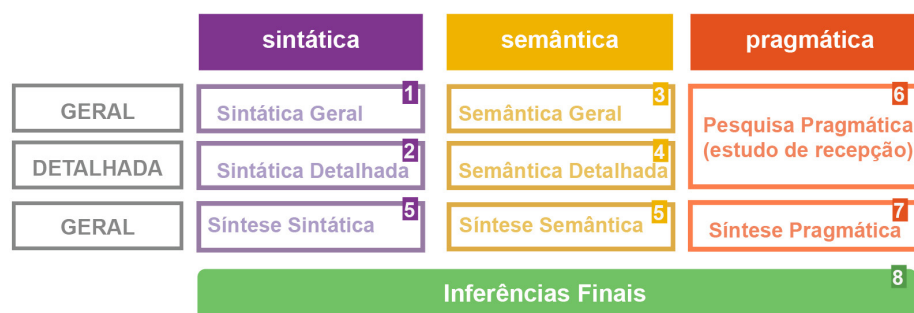 sintática semântica pragmática
GERAL
1
Sintática Geral
3
Semântica Geral
6
Pesquisa Pragmática
(estudo de recepção)
DETALHADA
2
Sintática Detalhada
4
Semântica Detalhada
GERAL
5
Síntese Sintática
5
Síntese Semântica
7
Síntese Pragmática
8
Inferências Finais